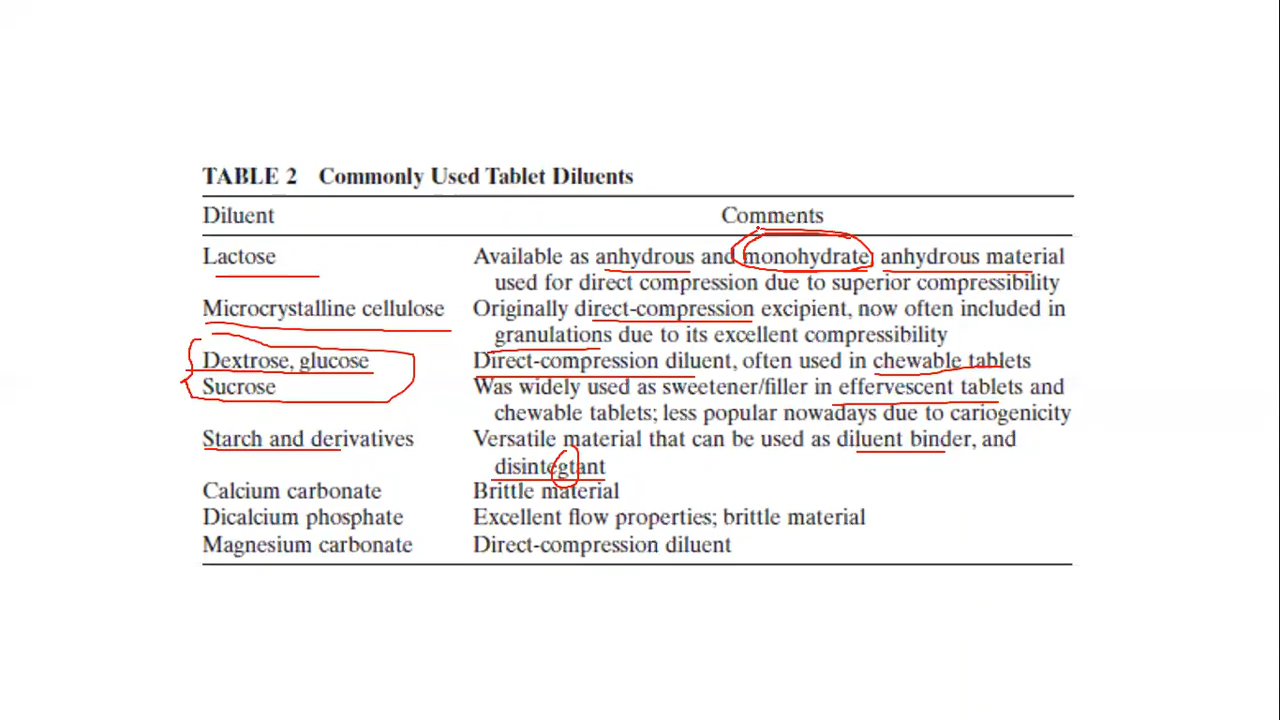 TABLE 2 Commonly Used Tablet Diluents
Diluent Comments
Lactose Available as anhydrous and monohydrate, anhydrous material
used for direct compression due to superior compressibility
Microcrystalline cellulose Originally direct-compression excipient, now often included in
granulations due to its excellent compressibility
Dextrose, glucose Direct-compression diluent, often used in chewable tablets
Sucrose Was widely used as sweetener/filler in effervescent tablets and
chewable tablets; less popular nowadays due to cariogenicity
Starch and derivatives Versatile material that can be used as diluent binder, and
disintegtant
Calcium carbonate Brittle material
Dicalcium phosphate Excellent flow properties; brittle material
Magnesium carbonate Direct-compression diluent